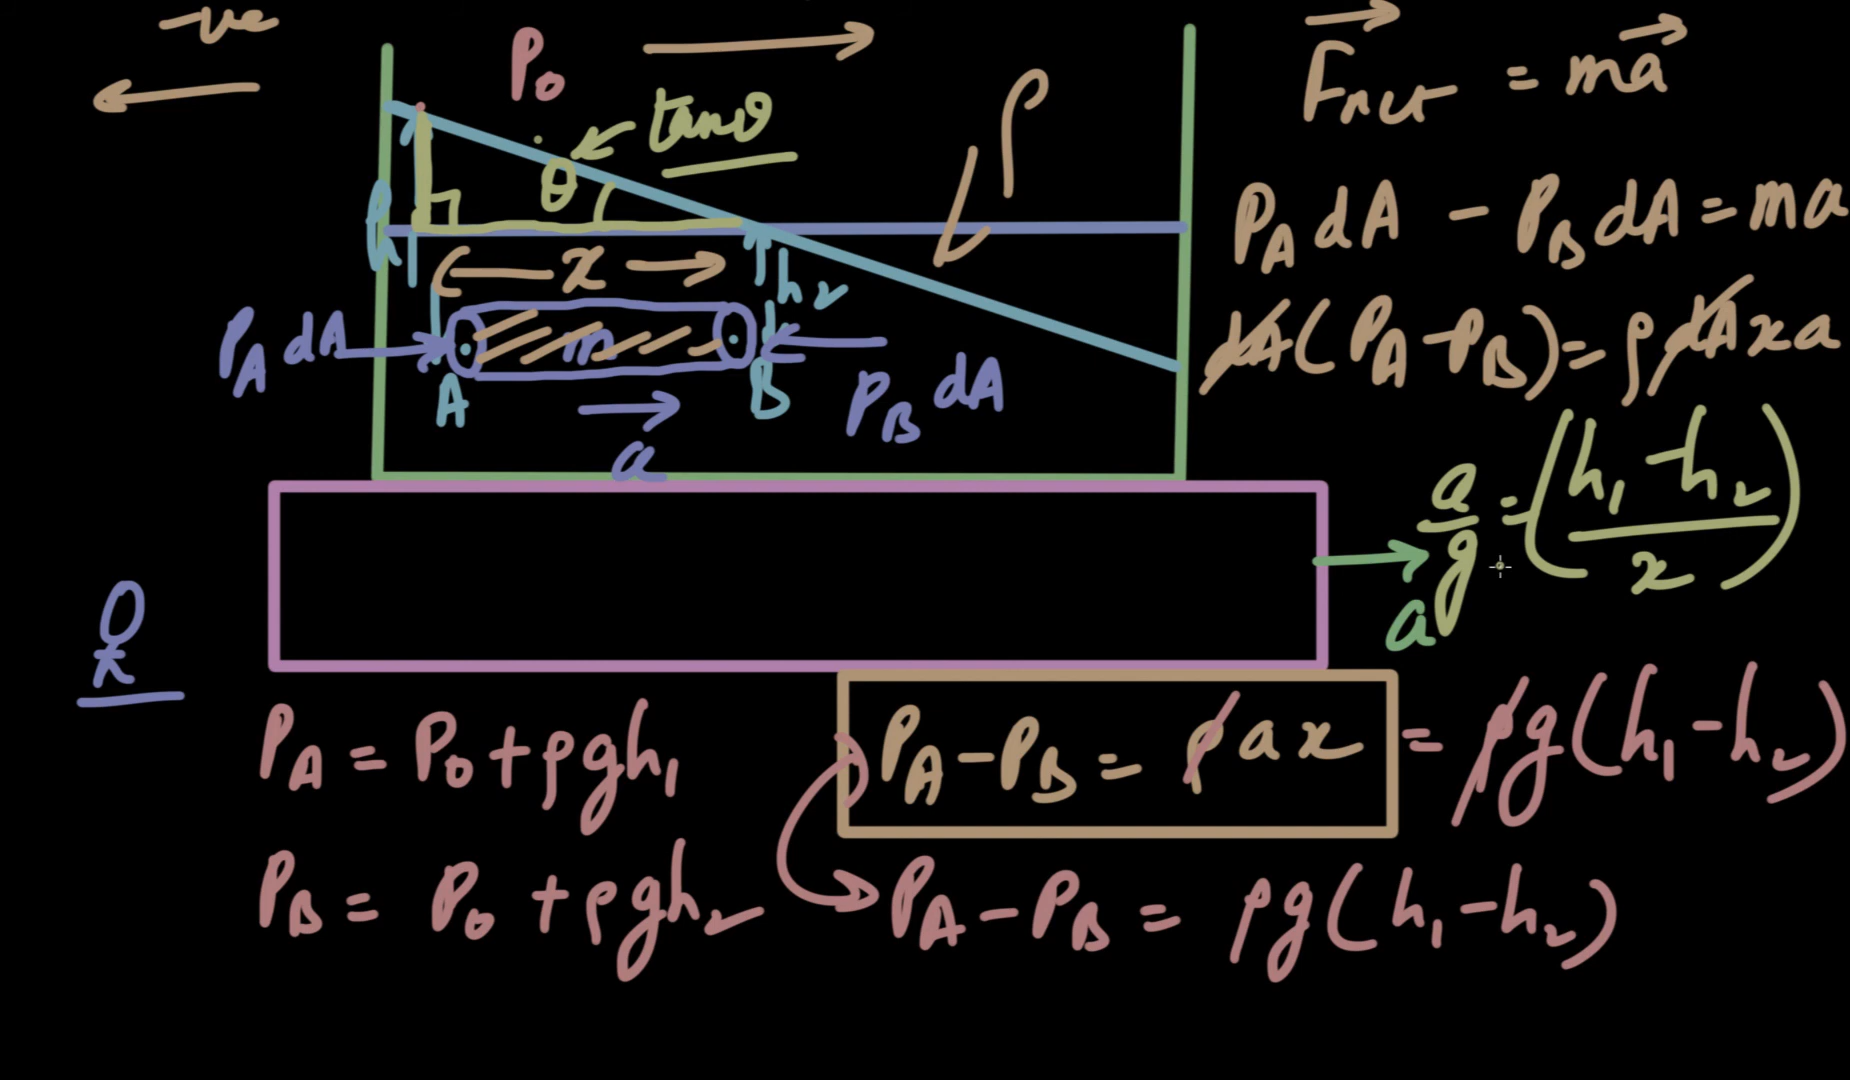 -ve
P₀
tanθ
θ
ρ
h₁
x
h₂
P_A dA
m
A
B
P_B dA
a
F_net = ma
P_A dA - P_B dA = ma
dA(P_A - P_B) = ρ dA x a
a/g = (h₁ - h₂ / x)
a
P_A = P₀ + ρgh₁
P_A - P_B = ρ a x = ρg(h₁ - h₂)
P_B = P₀ + ρgh₂
P_A - P_B = ρg(h₁ - h₂)